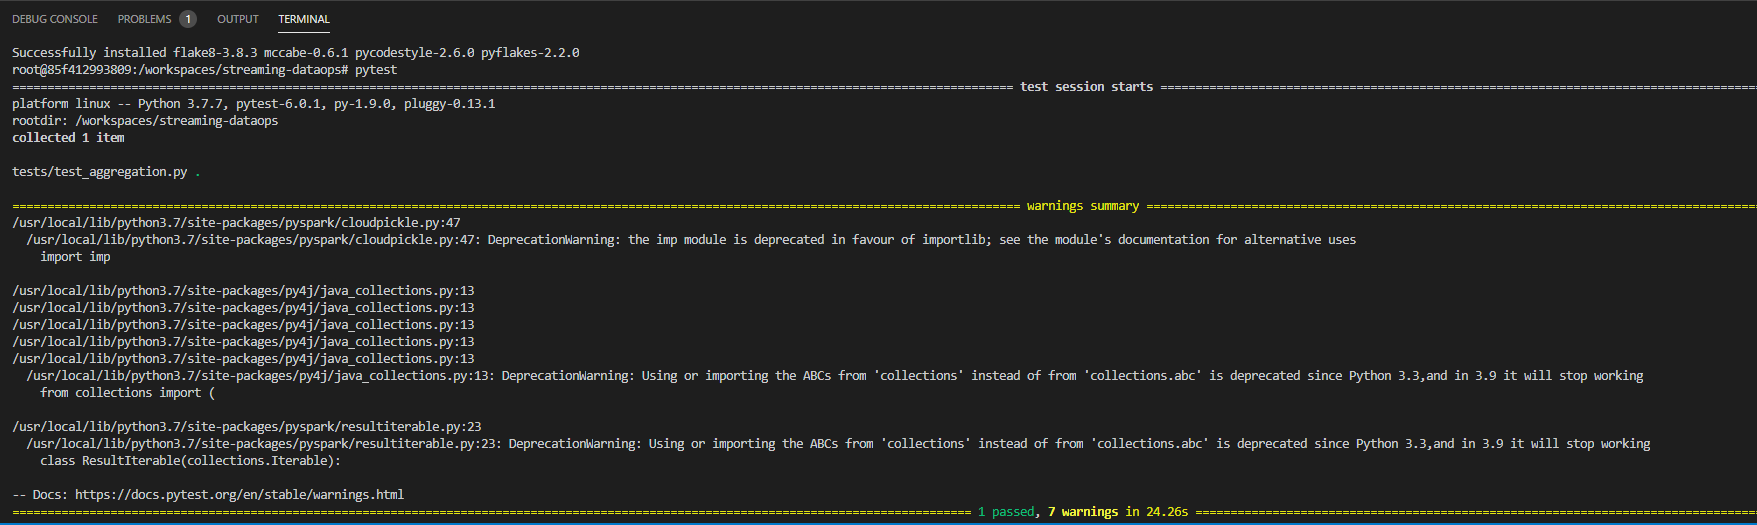 DEBUG CONSOLE PROBLEMS 1 OUTPUT TERMINAL
Successfully installed flake8-3.8.3 mccabe-0.6.1 pycodestyle-2.6.0 pyflakes-2.2.0
root@85f412993809:/workspaces/streaming-dataops# pytest
test session starts
platform linux -- Python 3.7.7, pytest-6.0.1, py-1.9.0, pluggy-0.13.1
rootdir: /workspaces/streaming-dataops
collected 1 item
tests/test_aggregation.py .
warnings summary
/usr/local/lib/python3.7/site-packages/pyspark/cloudpickle.py:47
/usr/local/lib/python3.7/site-packages/pyspark/cloudpickle.py:47: DeprecationWarning: the imp module is deprecated in favour of importlib; see the module's documentation for alternative uses
import imp
/usr/local/lib/python3.7/site-packages/py4j/java_collections.py:13
/usr/local/lib/python3.7/site-packages/py4j/java_collections.py:13
/usr/local/lib/python3.7/site-packages/py4j/java_collections.py:13
/usr/local/lib/python3.7/site-packages/py4j/java_collections.py:13
/usr/local/lib/python3.7/site-packages/py4j/java_collections.py:13
/usr/local/lib/python3.7/site-packages/py4j/java_collections.py:13: DeprecationWarning: Using or importing the ABCs from 'collections' instead of from 'collections.abc' is deprecated since Python 3.3,and in 3.9 it will stop working
from collections import (
/usr/local/lib/python3.7/site-packages/pyspark/resultiterable.py:23
/usr/local/lib/python3.7/site-packages/pyspark/resultiterable.py:23: DeprecationWarning: Using or importing the ABCs from 'collections' instead of from 'collections.abc' is deprecated since Python 3.3,and in 3.9 it will stop working
class ResultIterable(collections.Iterable):
-- Docs: https://docs.pytest.org/en/stable/warnings.html
1 passed, 7 warnings in 24.26s